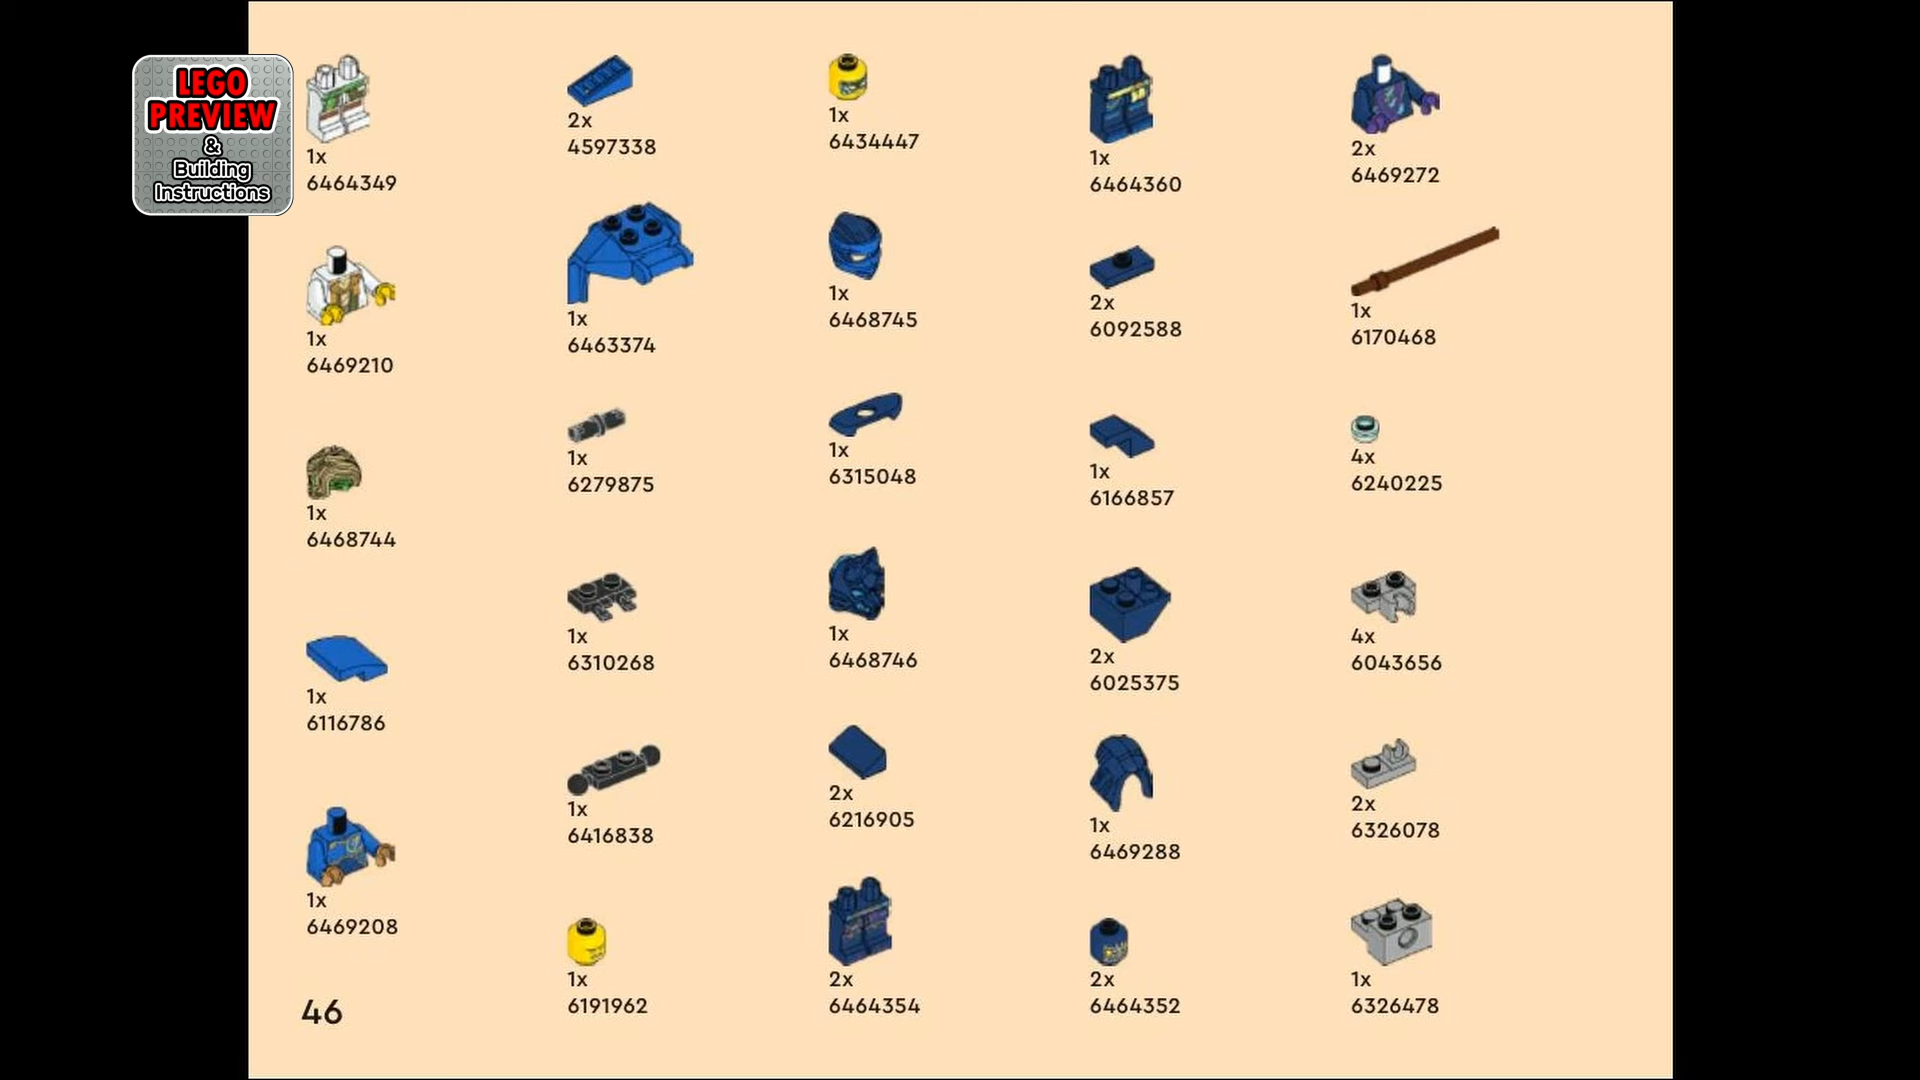 LEGO
PREVIEW
&
Building
Instructions
1x
6464349
1x
6469210
1x
6468744
1x
6116786
1x
6469208
2x
4597338
1x
6463374
1x
6279875
1x
6310268
1x
6416838
1x
6191962
1x
6434447
1x
6468745
1x
6315048
1x
6468746
2x
6216905
2x
6464354
1x
6464360
2x
6092588
1x
6166857
2x
6025375
1x
6469288
2x
6464352
2x
6469272
1x
6170468
4x
6240225
4x
6043656
2x
6326078
1x
6326478
46